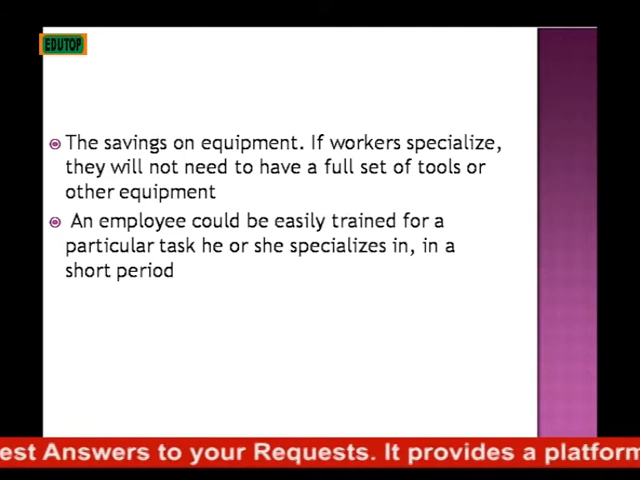 EDUTOP
The savings on equipment. If workers specialize,
they will not need to have a full set of tools or
other equipment
An employee could be easily trained for a
particular task he or she specializes in, in a
short period
est Answers to your Requests. It provides a platform